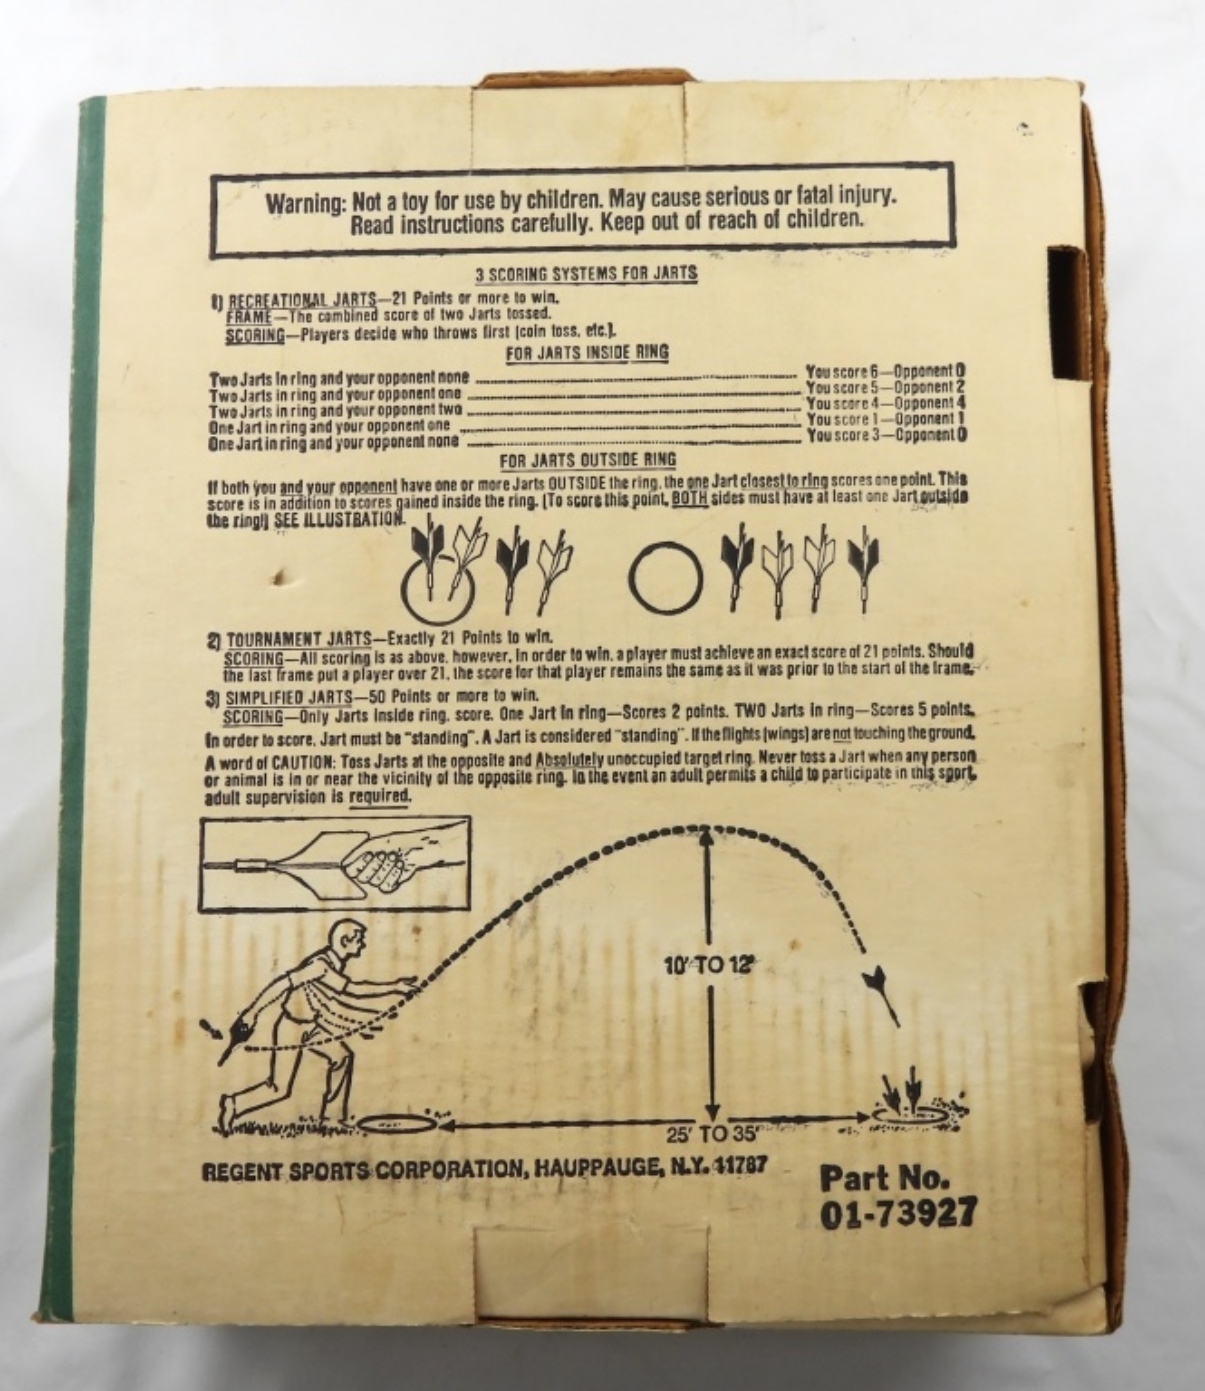 Warning: Not a toy for use by children. May cause serious or fatal injury.
Read instructions carefully. Keep out of reach of children.
3 SCORING SYSTEMS FOR JARTS
1) RECREATIONAL JARTS—21 Points or more to win.
FRAME—The combined score of two Jarts tossed.
SCORING—Players decide who throws first (coin toss, etc.).
FOR JARTS INSIDE RING
Two Jarts in ring and your opponent none ........ You score 6—Opponent 0
Two Jarts in ring and your opponent one ........ You score 5—Opponent 2
Two Jarts in ring and your opponent two ........ You score 4—Opponent 4
One Jart in ring and your opponent one ........ You score 1—Opponent 1
One Jart in ring and your opponent none ........ You score 3—Opponent 0
FOR JARTS OUTSIDE RING
If both you and your opponent have one or more Jarts OUTSIDE the ring, the one Jart closest to ring scores one point. This
score is in addition to scores gained inside the ring. (To score this point, BOTH sides must have at least one Jart outside
the ring!) SEE ILLUSTRATION.
2) TOURNAMENT JARTS—Exactly 21 Points to win.
SCORING—All scoring is as above, however, in order to win, a player must achieve an exact score of 21 points. Should
the last frame put a player over 21, the score for that player remains the same as it was prior to the start of the frame.
3) SIMPLIFIED JARTS—50 Points or more to win.
SCORING—Only Jarts inside ring, score. One Jart in ring—Scores 2 points. TWO Jarts in ring—Scores 5 points.
In order to score, Jart must be "standing". A Jart is considered "standing". If the flights (wings) are not touching the ground.
A word of CAUTION: Toss Jarts at the opposite and Absolutely unoccupied target ring. Never toss a Jart when any person
or animal is in or near the vicinity of the opposite ring. In the event an adult permits a child to participate in this sport,
adult supervision is required.
10' TO 12'
25' TO 35'
REGENT SPORTS CORPORATION, HAUPPAUGE, N.Y. 11787
Part No.
01-73927